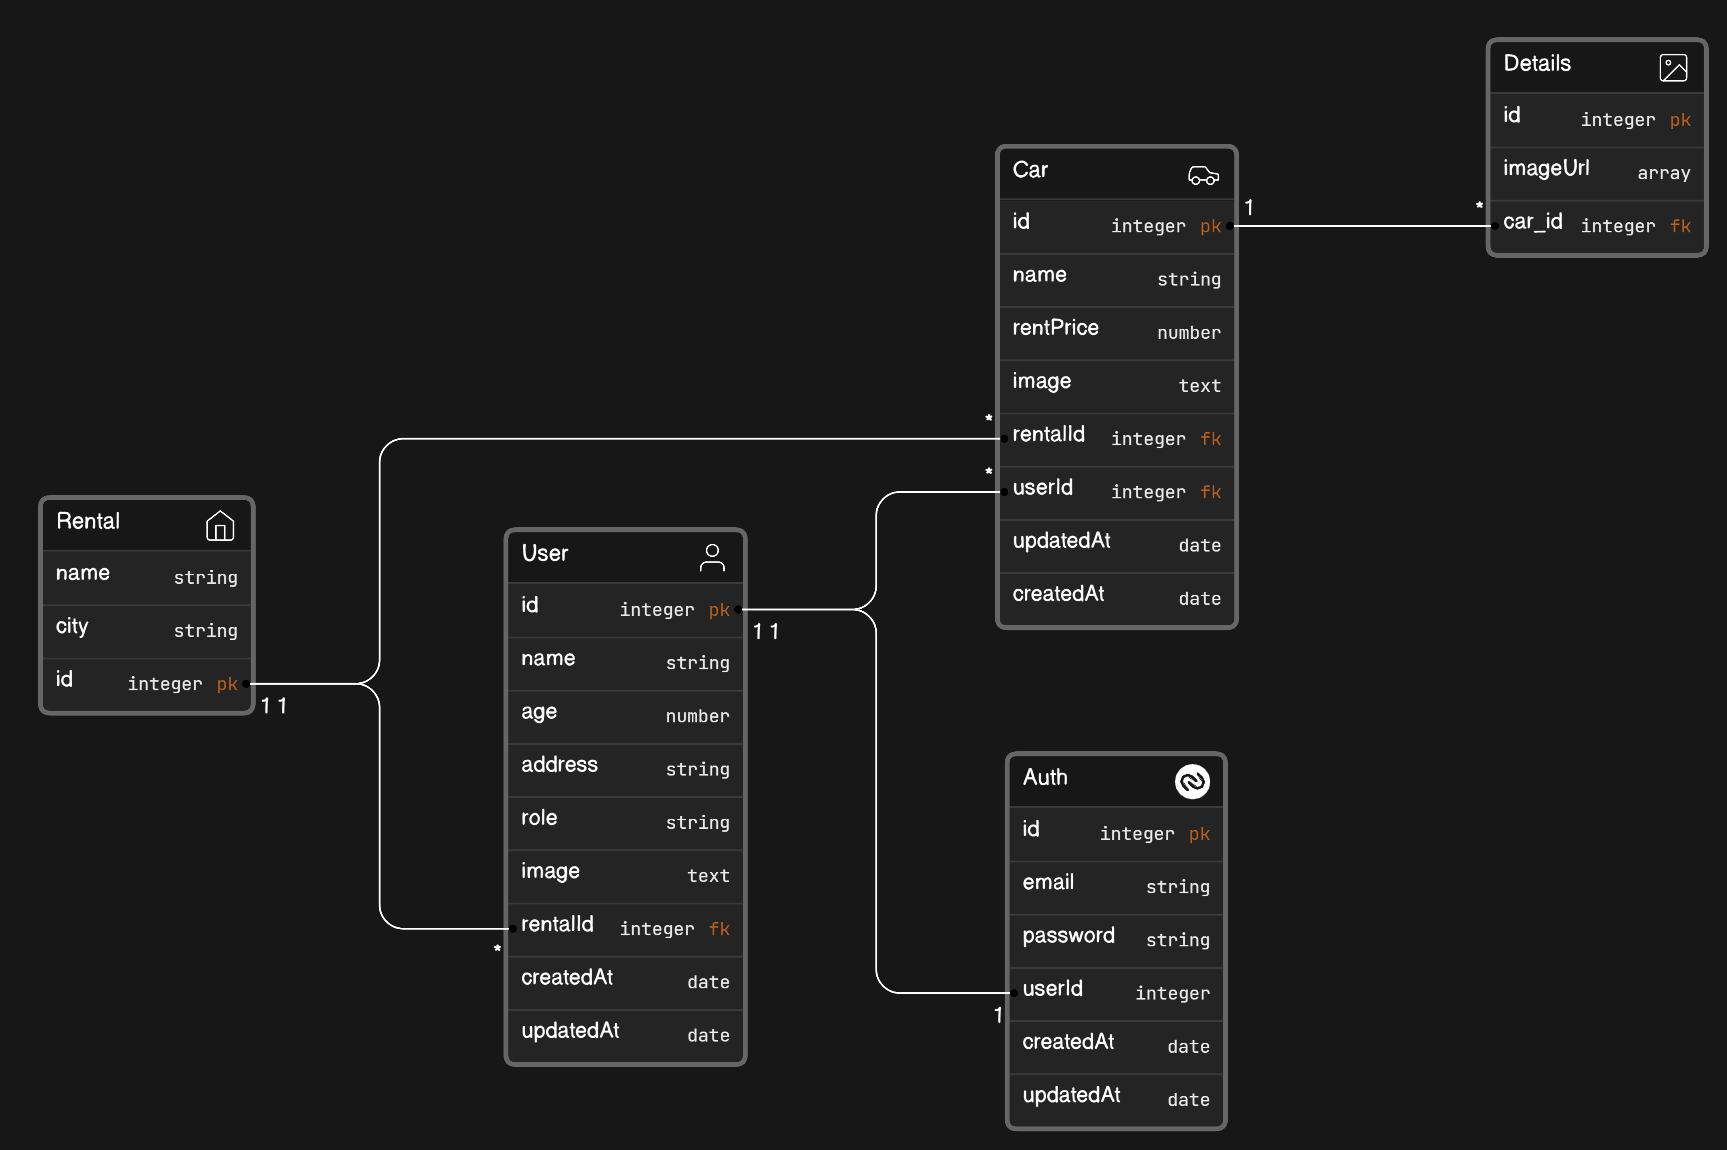 Details
id integer pk
imageUrl array
* car_id integer fk
Car
id integer pk 1
name string
rentPrice number
image text
* rentalId integer fk
* userId integer fk
updatedAt date
createdAt date
Rental
name string
city string
id integer pk
1 1
User
id integer pk
1 1
name string
age number
address string
role string
image text
rentalId integer fk
*
createdAt date
updatedAt date
Auth
id integer pk
email string
password string
userId integer
1
createdAt date
updatedAt date